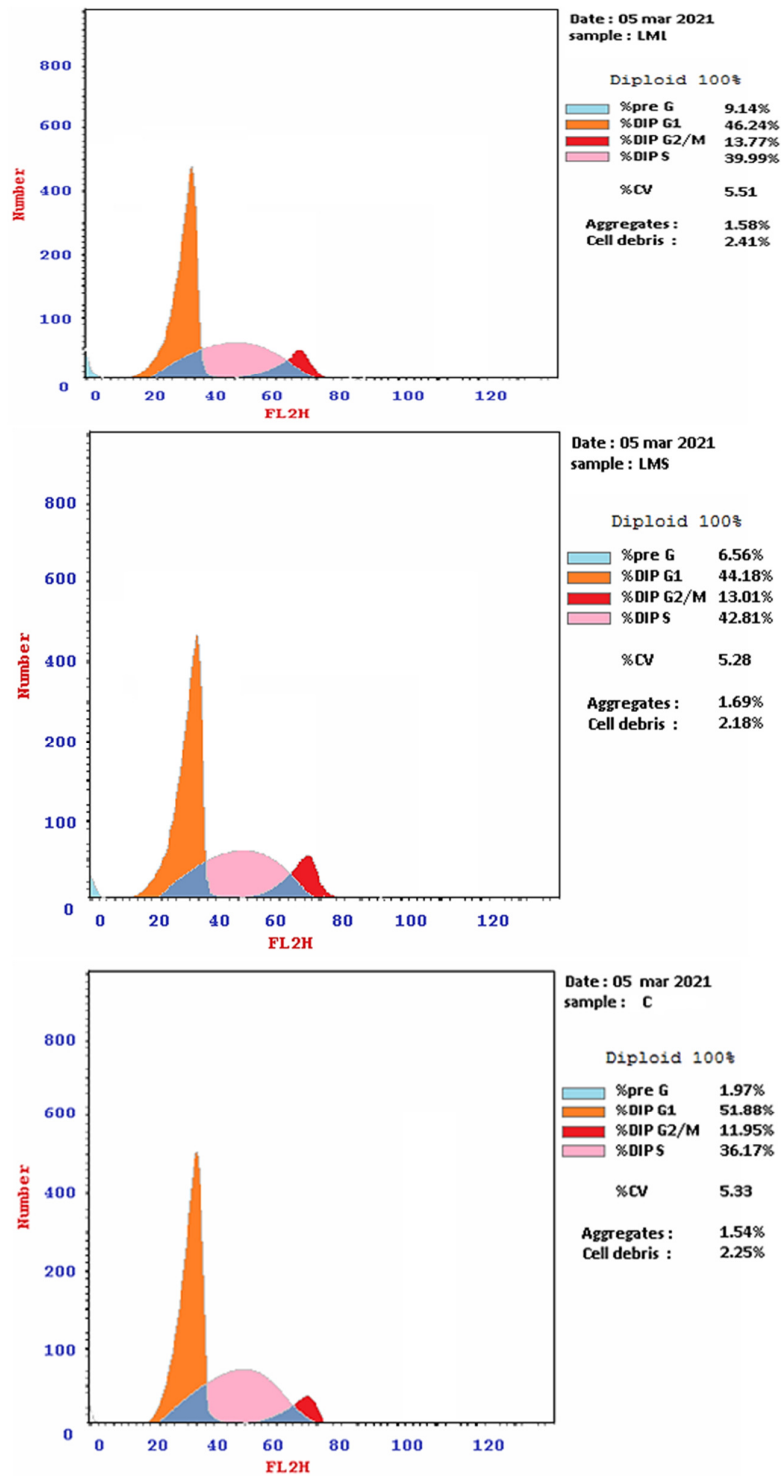 Date : 05 mar 2021
sample : LML
Diploid 100%
%pre G 9.14%
%DIP G1 46.24%
%DIP G2/M 13.77%
%DIP S 39.99%
%CV 5.51
Aggregates : 1.58%
Cell debris : 2.41%
Number
800
600
400
200
100
0
0 20 40 60 80 100 120
FL2H
Date : 05 mar 2021
sample : LMS
Diploid 100%
%pre G 6.56%
%DIP G1 44.18%
%DIP G2/M 13.01%
%DIP S 42.81%
%CV 5.28
Aggregates : 1.69%
Cell debris : 2.18%
Number
800
600
400
200
100
0
0 20 40 60 80 100 120
FL2H
Date : 05 mar 2021
sample : C
Diploid 100%
%pre G 1.97%
%DIP G1 51.88%
%DIP G2/M 11.95%
%DIP S 36.17%
%CV 5.33
Aggregates : 1.54%
Cell debris : 2.25%
Number
800
600
400
200
100
0
0 20 40 60 80 100 120
FL2H